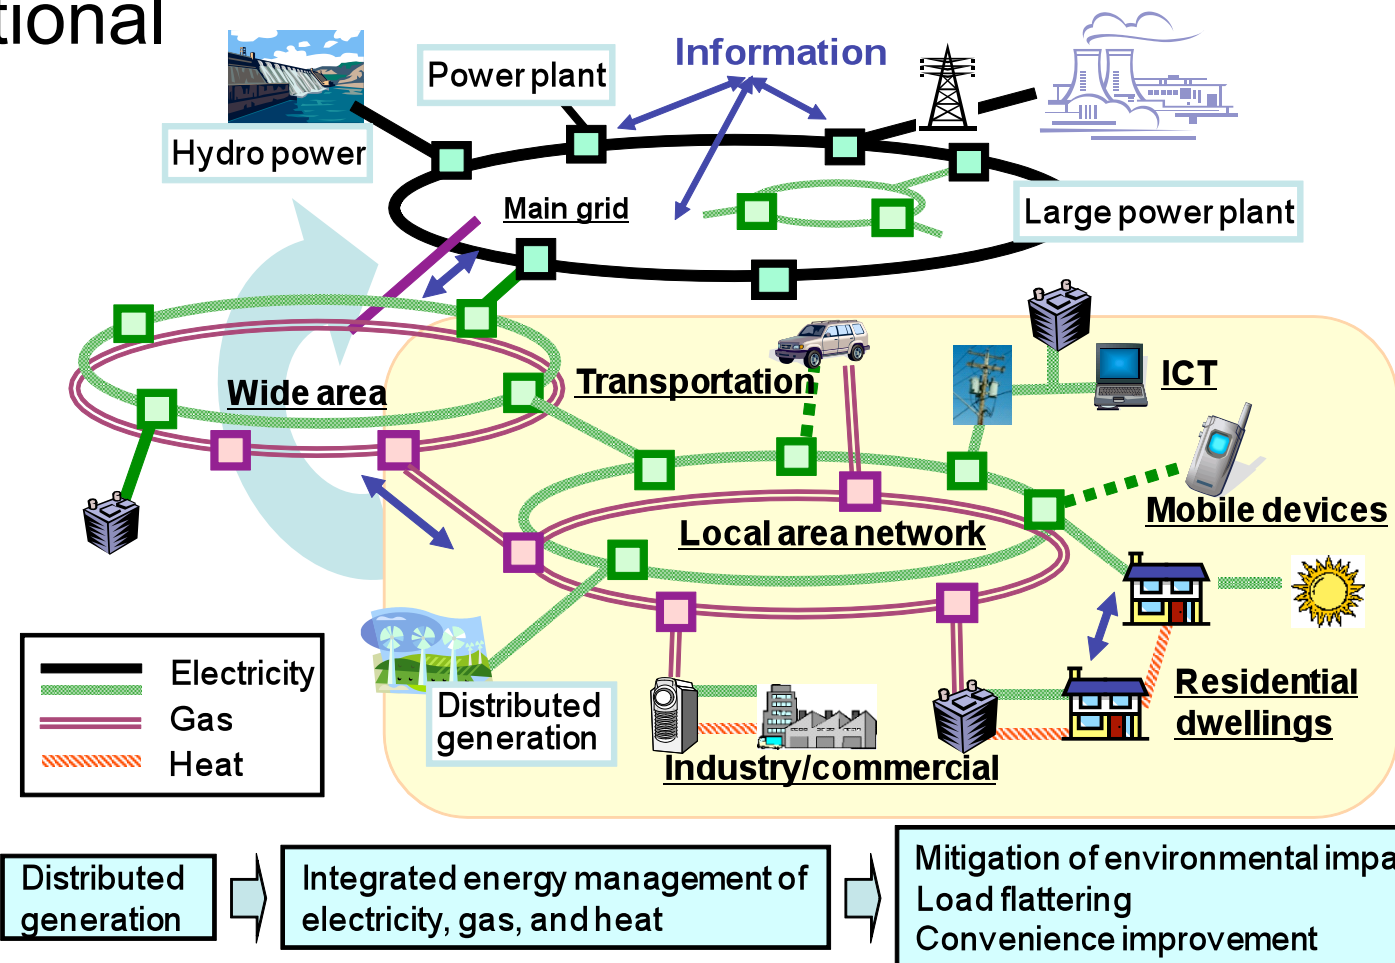 tional
Information
Power plant
Hydro power
Main grid
Large power plant
Wide area
Transportation
ICT
Mobile devices
Local area network
Electricity
Gas
Heat
Distributed
generation
Residential
dwellings
Industry/commercial
Distributed
generation
Integrated energy management of
electricity, gas, and heat
Mitigation of environmental impa
Load flattering
Convenience improvement